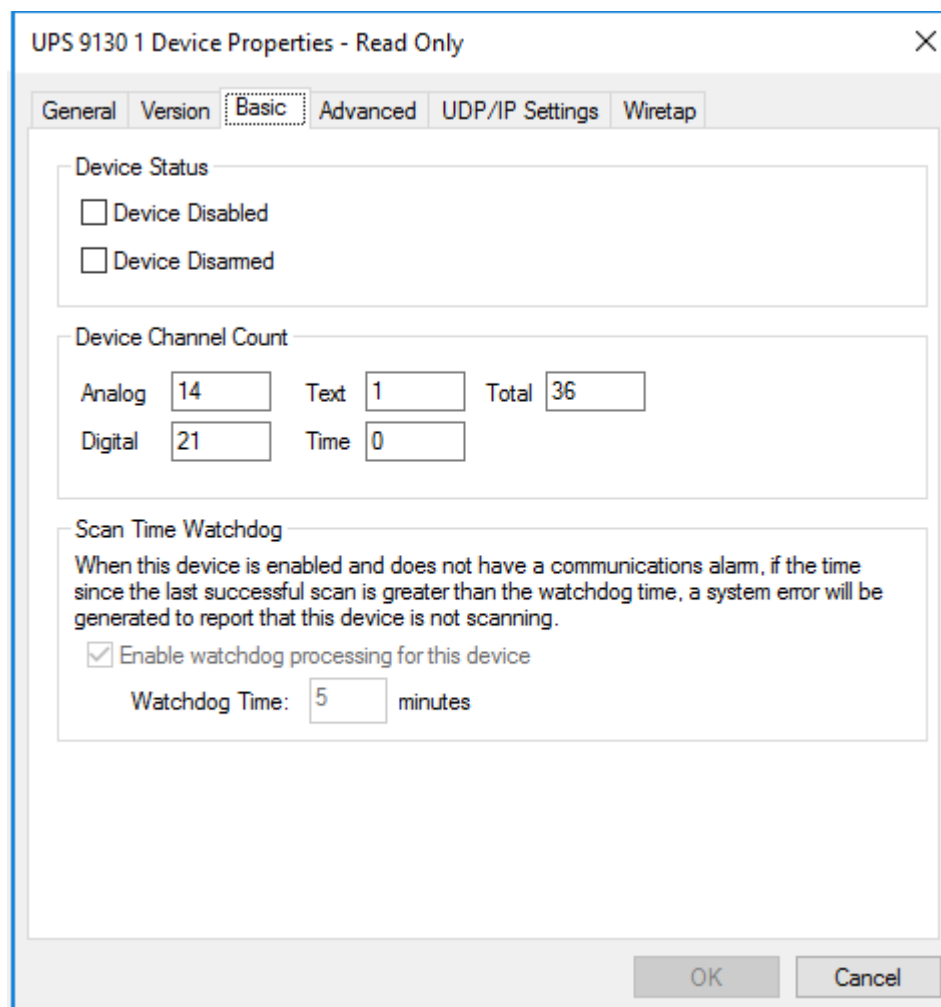 UPS 9130 1 Device Properties - Read Only
General Version Basic Advanced UDP/IP Settings Wiretap
Device Status
Device Disabled
Device Disarmed
Device Channel Count
Analog 14 Text 1 Total 36
Digital 21 Time 0
Scan Time Watchdog
When this device is enabled and does not have a communications alarm, if the time
since the last successful scan is greater than the watchdog time, a system error will be
generated to report that this device is not scanning.
Enable watchdog processing for this device
Watchdog Time: 5 minutes
OK Cancel